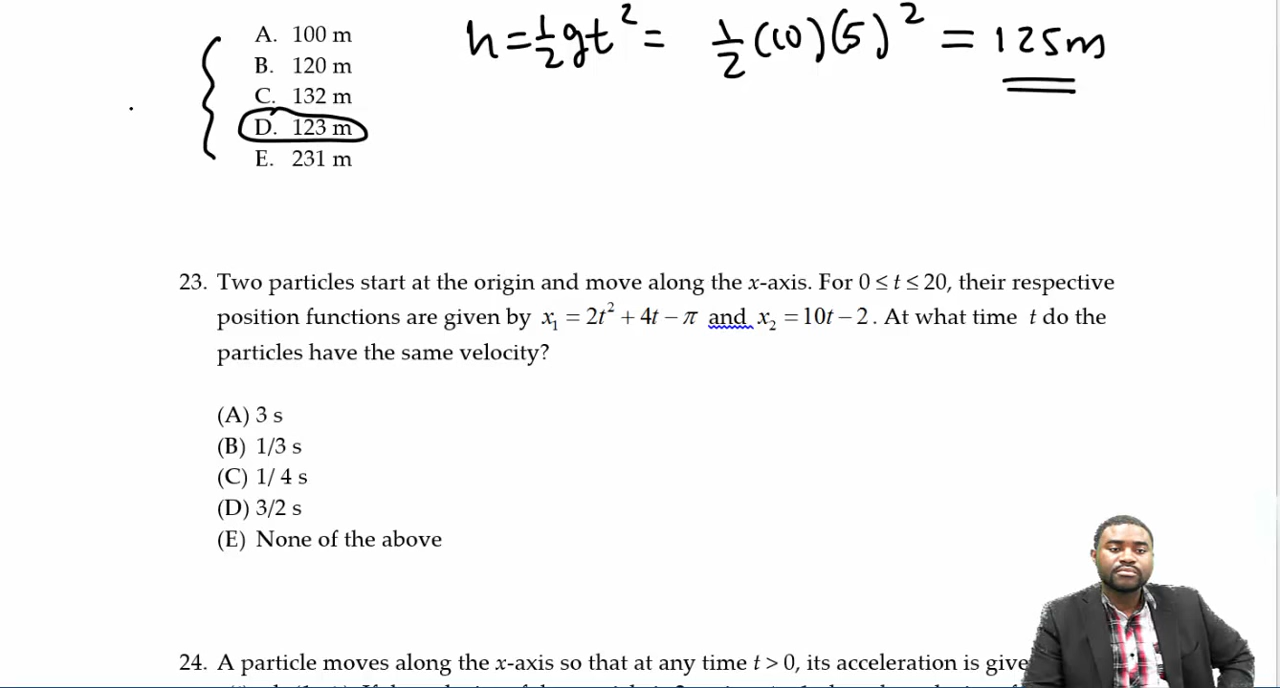 A. 100 m
B. 120 m
C. 132 m
D. 123 m
E. 231 m
h = ½gt² = ½(10)(5)² = 125m
23. Two particles start at the origin and move along the x-axis. For 0 ≤ t ≤ 20, their respective
position functions are given by x₁ = 2t² + 4t − π and x₂ = 10t − 2. At what time t do the
particles have the same velocity?
(A) 3 s
(B) 1/3 s
(C) 1/ 4 s
(D) 3/2 s
(E) None of the above
24. A particle moves along the x-axis so that at any time t > 0, its acceleration is give